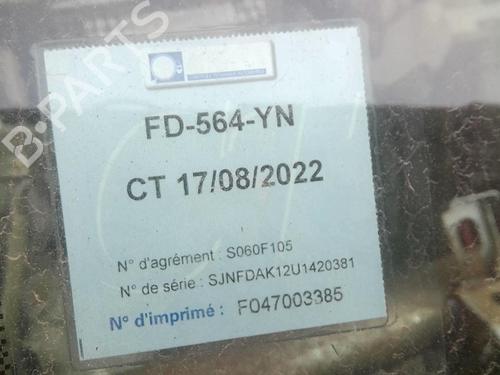 FD-564-YN
CT 17/08/2022
N° d'agrément : S060F105
N° de série : SJNFDAK12U1420381
N° d'imprimé : F047003385
B-PARTS